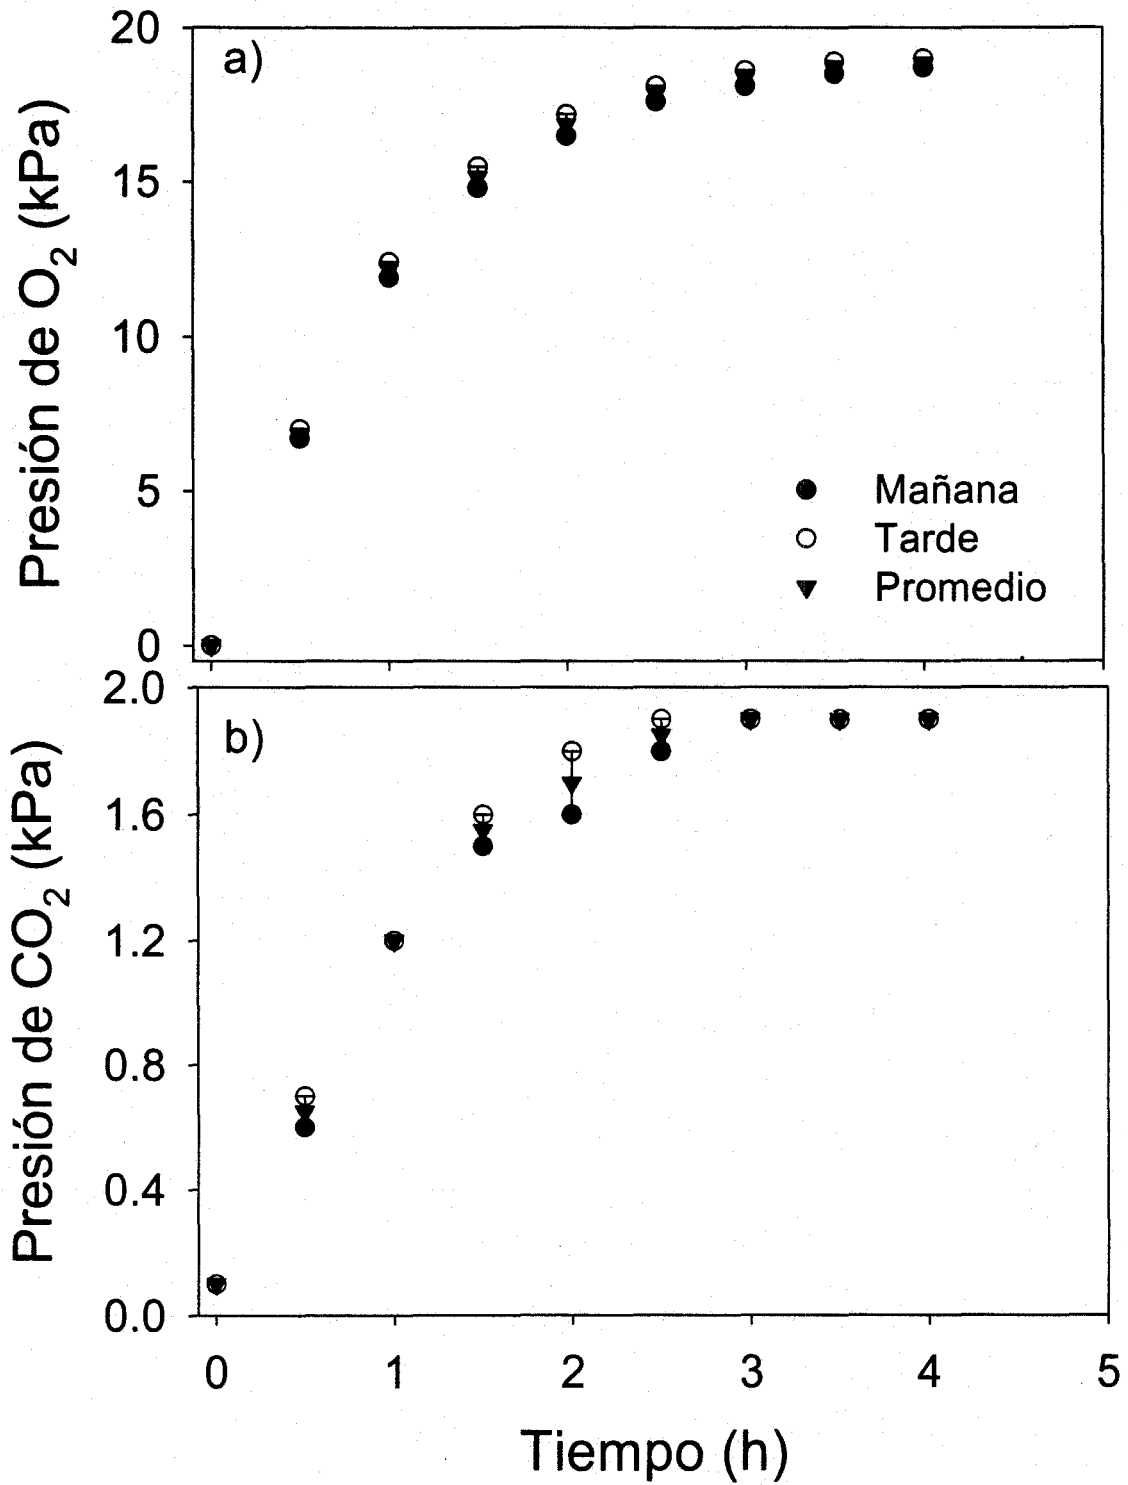 20
a)
15
10
5
0
Presión de O2 (kPa)
Mañana
Tarde
Promedio
2.0
b)
1.6
1.2
0.8
0.4
0.0
Presión de CO2 (kPa)
0 1 2 3 4 5
Tiempo (h)